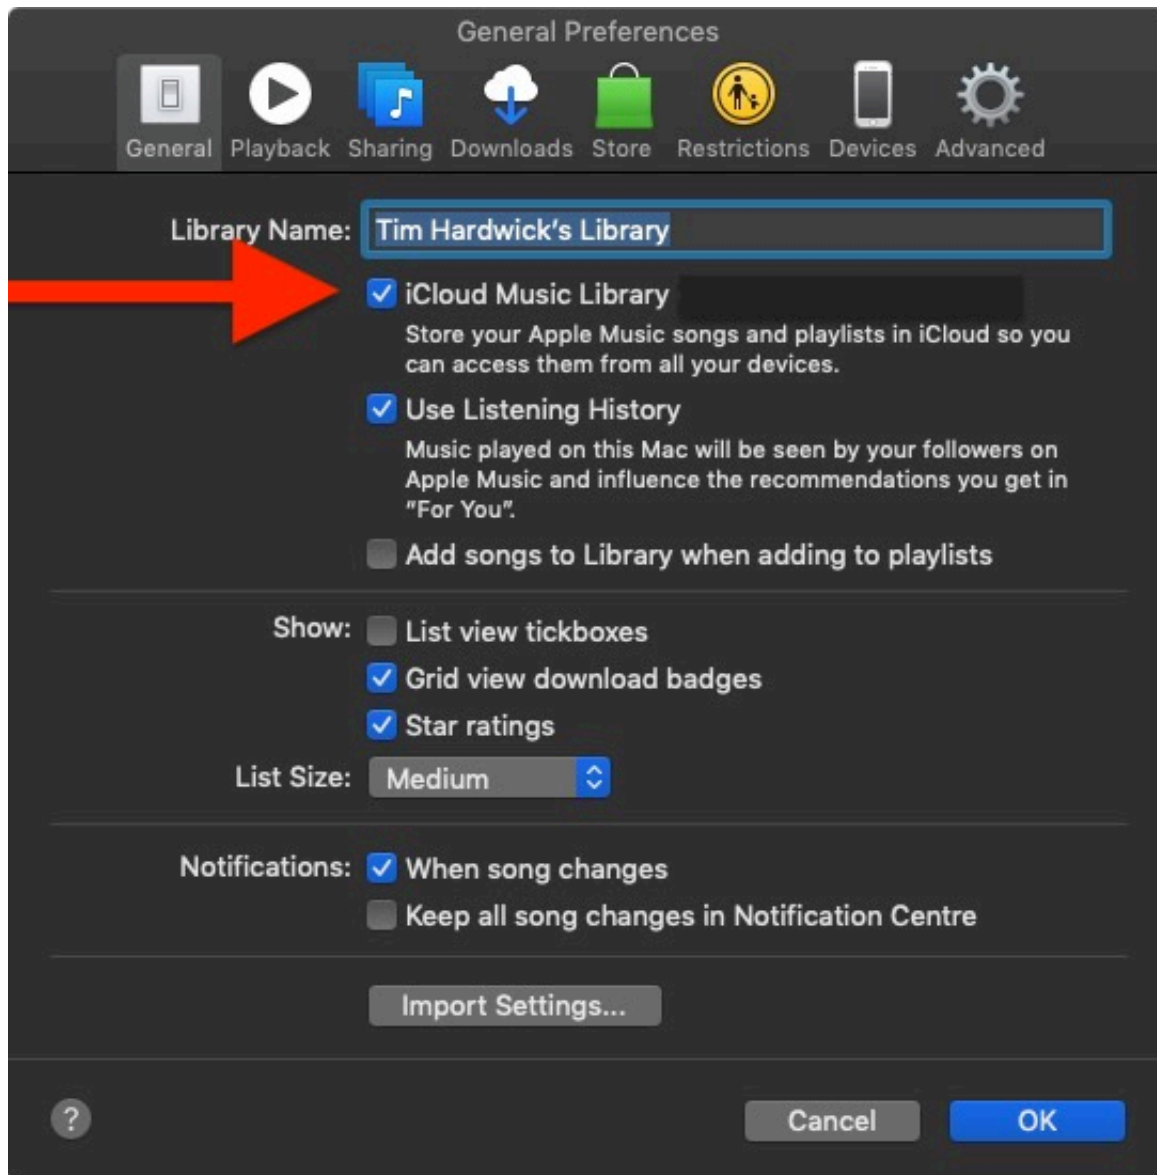 General Preferences
General Playback Sharing Downloads Store Restrictions Devices Advanced
Library Name: Tim Hardwick's Library
iCloud Music Library
Store your Apple Music songs and playlists in iCloud so you
can access them from all your devices.
Use Listening History
Music played on this Mac will be seen by your followers on
Apple Music and influence the recommendations you get in
"For You".
Add songs to Library when adding to playlists
Show: List view tickboxes
Grid view download badges
Star ratings
List Size: Medium
Notifications: When song changes
Keep all song changes in Notification Centre
Import Settings...
? Cancel OK